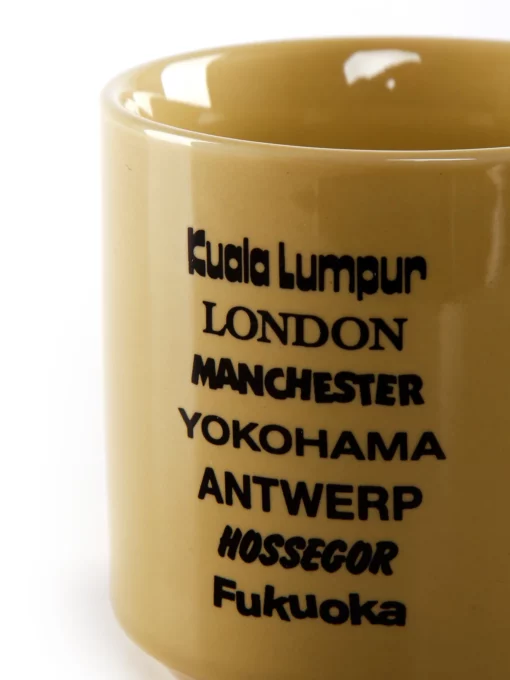 Kuala Lumpur
LONDON
MANCHESTER
YOKOHAMA
ANTWERP
HOSSEGOR
Fukuoka